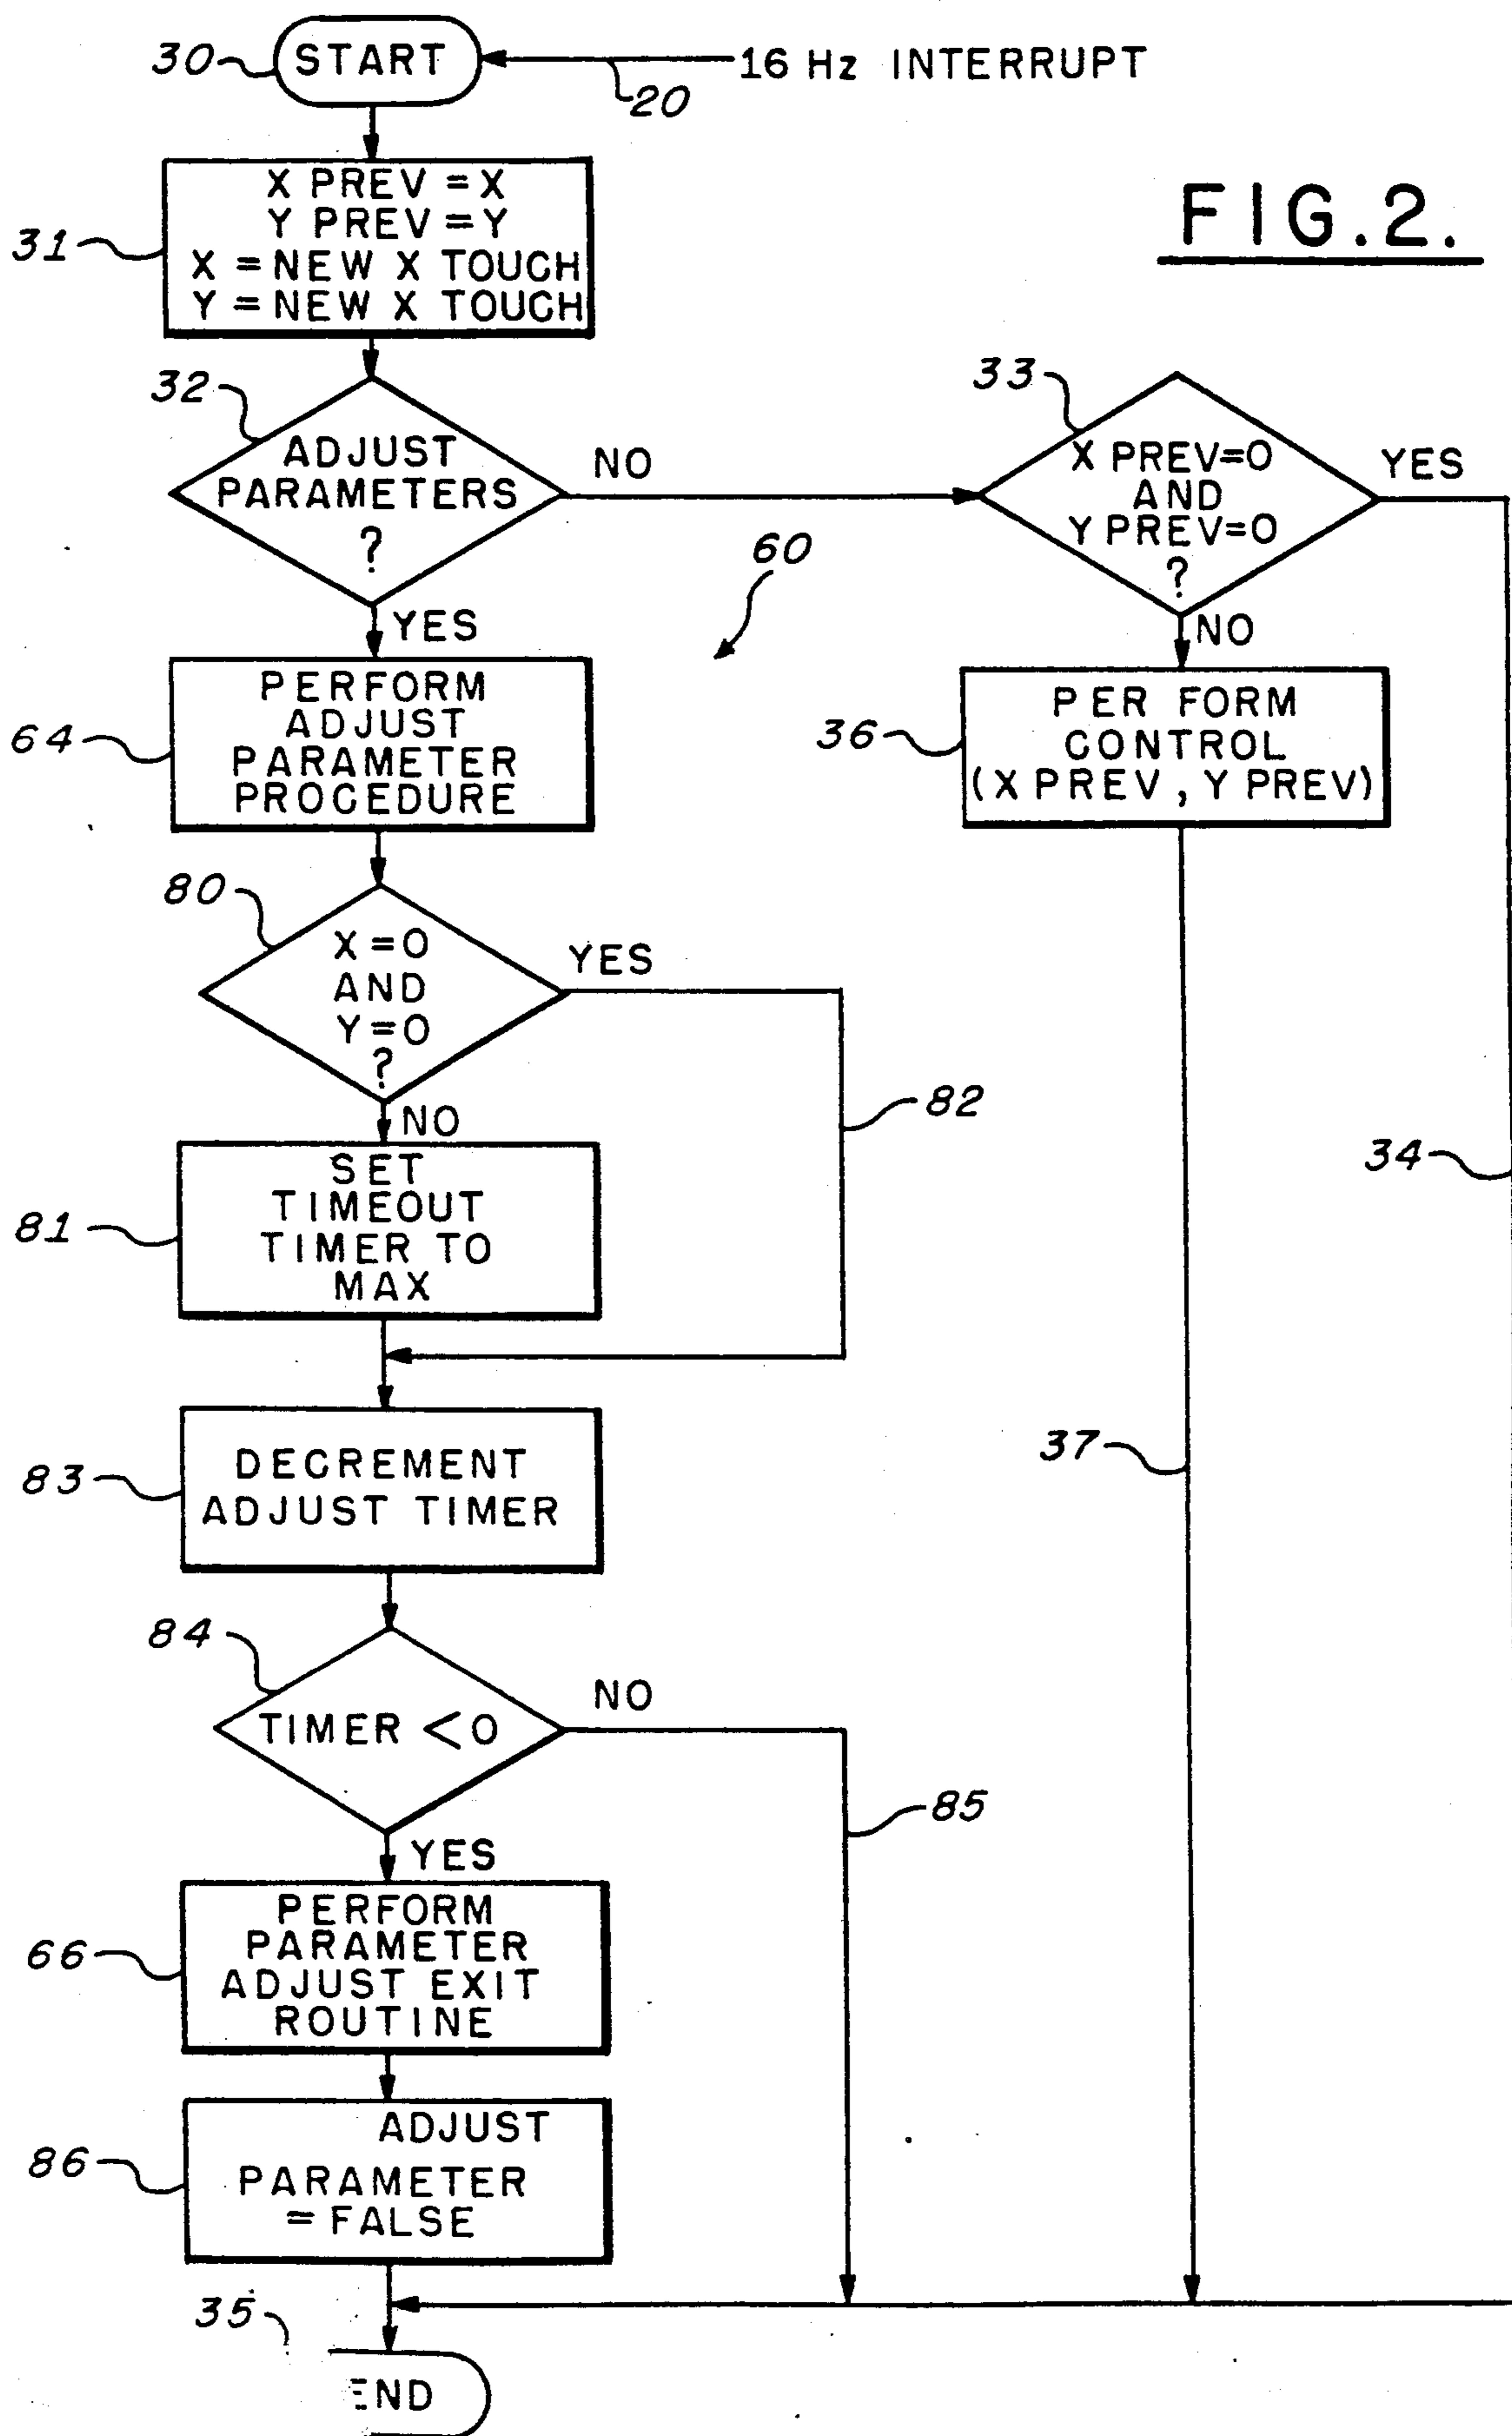 30
START
16 Hz INTERRUPT
20
FIG.2.
31
X PREV = X
Y PREV = Y
X = NEW X TOUCH
Y = NEW X TOUCH
32
ADJUST
PARAMETERS
?
NO
YES
33
X PREV=0
AND
Y PREV=0
?
YES
NO
60
64
PERFORM
ADJUST
PARAMETER
PROCEDURE
36
PER FORM
CONTROL
(X PREV, Y PREV)
80
X = 0
AND
Y = 0
?
YES
NO
82
34
81
SET
TIMEOUT
TIMER TO
MAX
37
83
DECREMENT
ADJUST TIMER
84
TIMER < 0
NO
YES
85
66
PERFORM
PARAMETER
ADJUST EXIT
ROUTINE
86
ADJUST
PARAMETER
= FALSE
35
END